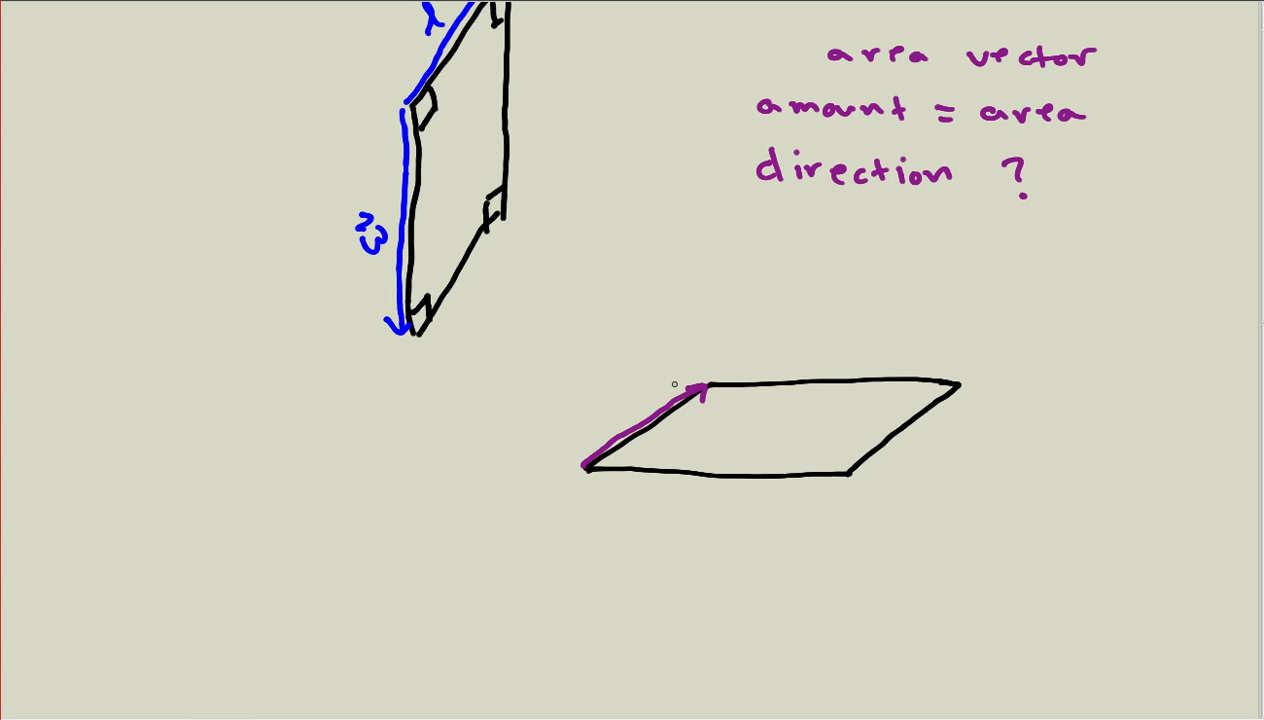 area vector
amount = area
direction ?
w